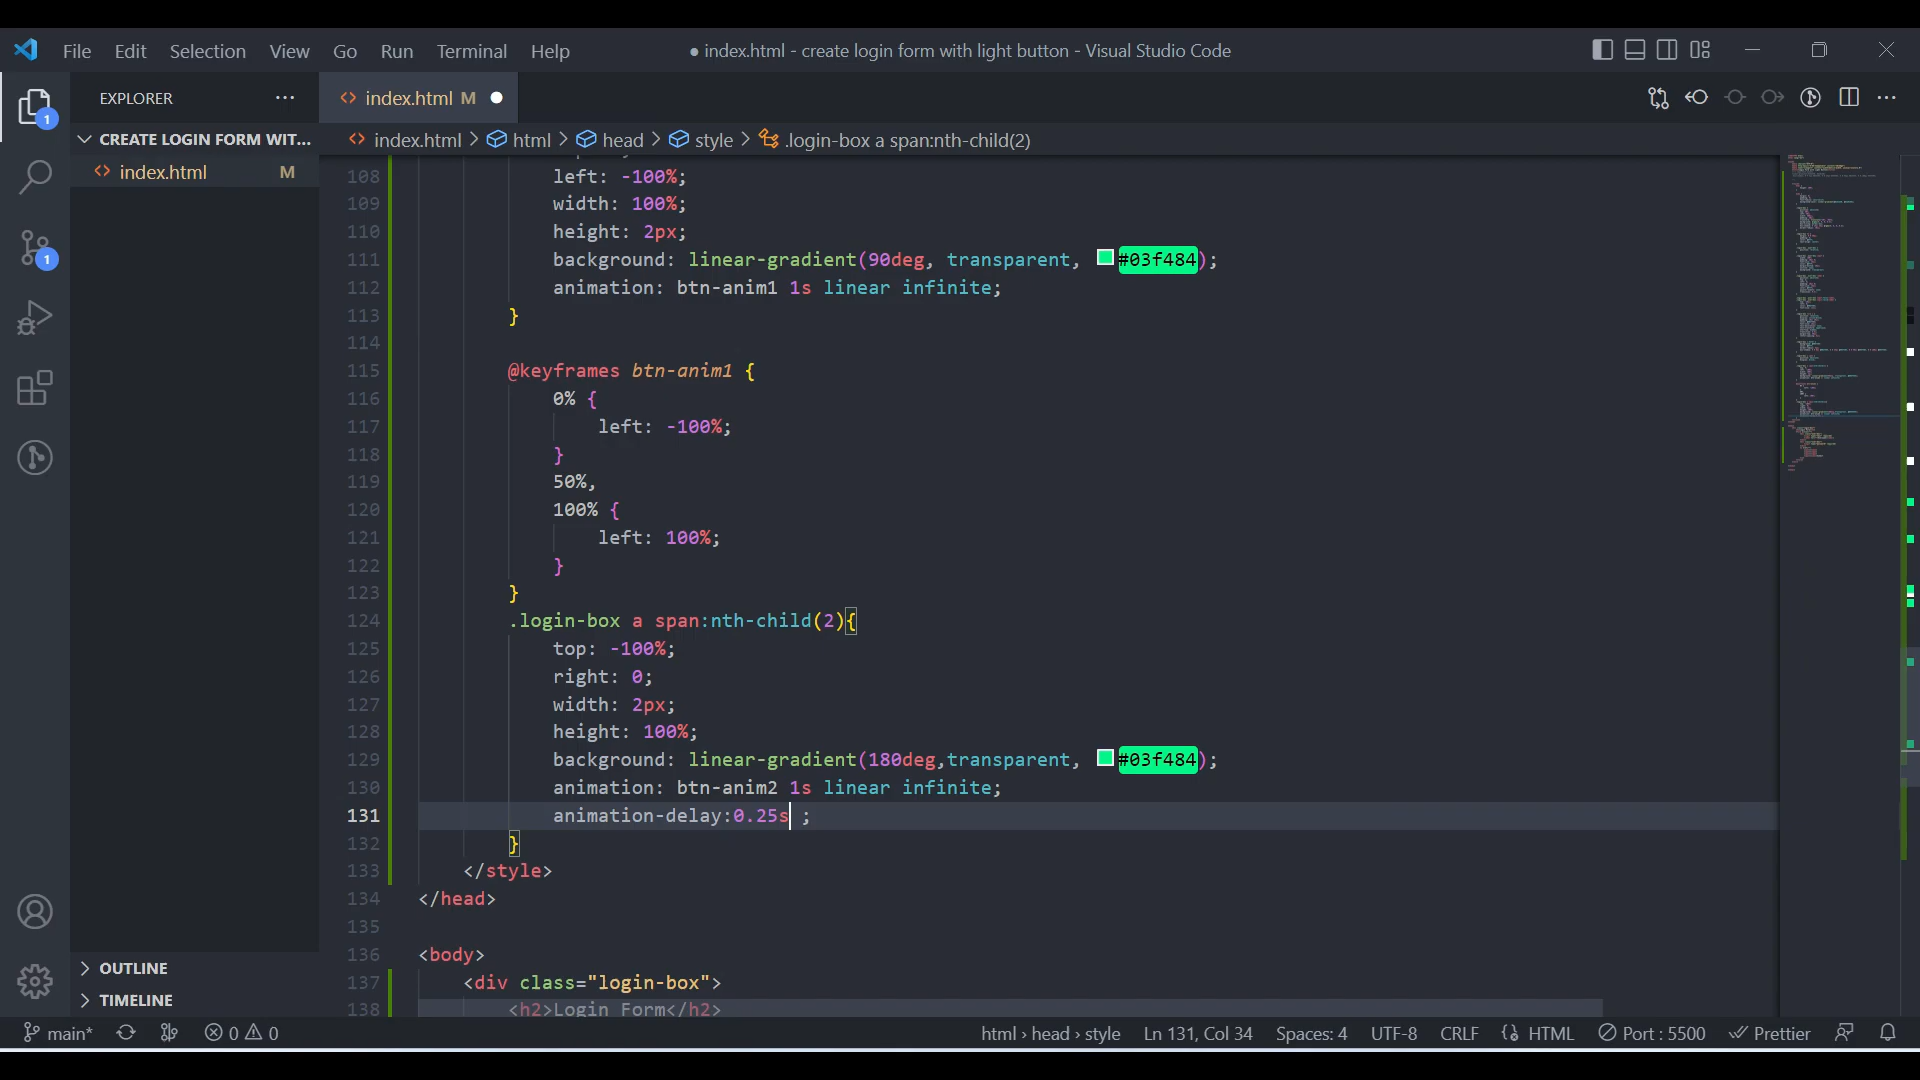 File Edit Selection View Go Run Terminal Help ● index.html - create login form with light button - Visual Studio Code
EXPLORER ···
<> index.html M ●
CREATE LOGIN FORM WIT...
<> index.html > html > head > style > .login-box a span:nth-child(2)
<> index.html M
1
1
108 left: -100%;
109 width: 100%;
110 height: 2px;
111 background: linear-gradient(90deg, transparent, #03f484);
112 animation: btn-anim1 1s linear infinite;
113 }
114
115 @keyframes btn-anim1 {
116 0% {
117 left: -100%;
118 }
119 50%,
120 100% {
121 left: 100%;
122 }
123 }
124 .login-box a span:nth-child(2){
125 top: -100%;
126 right: 0;
127 width: 2px;
128 height: 100%;
129 background: linear-gradient(180deg,transparent, #03f484);
130 animation: btn-anim2 1s linear infinite;
131 animation-delay:0.25s ;
132 }
133 </style>
134 </head>
135
136 <body>
137 <div class="login-box">
138 <h2>Login Form</h2>
OUTLINE
TIMELINE
main* 0 0 html › head › style Ln 131, Col 34 Spaces: 4 UTF-8 CRLF HTML Port : 5500 Prettier